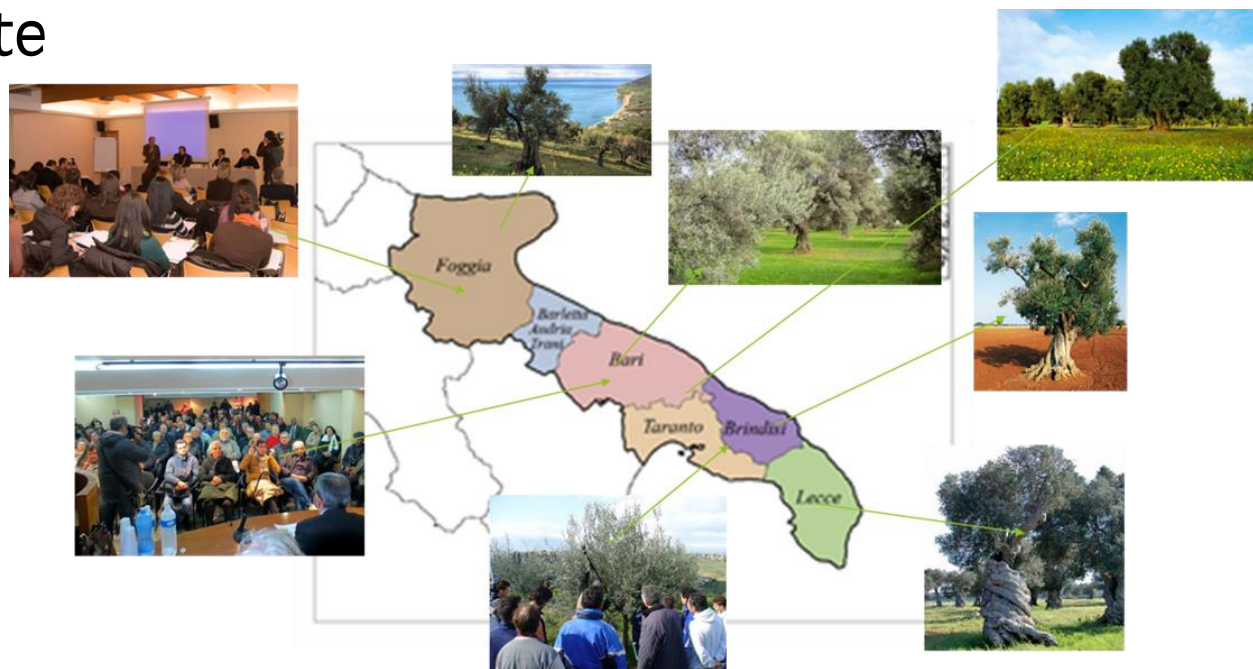 te
Foggia
Barletta
Andria
Trani
Bari
Taranto
Brindisi
Lecce